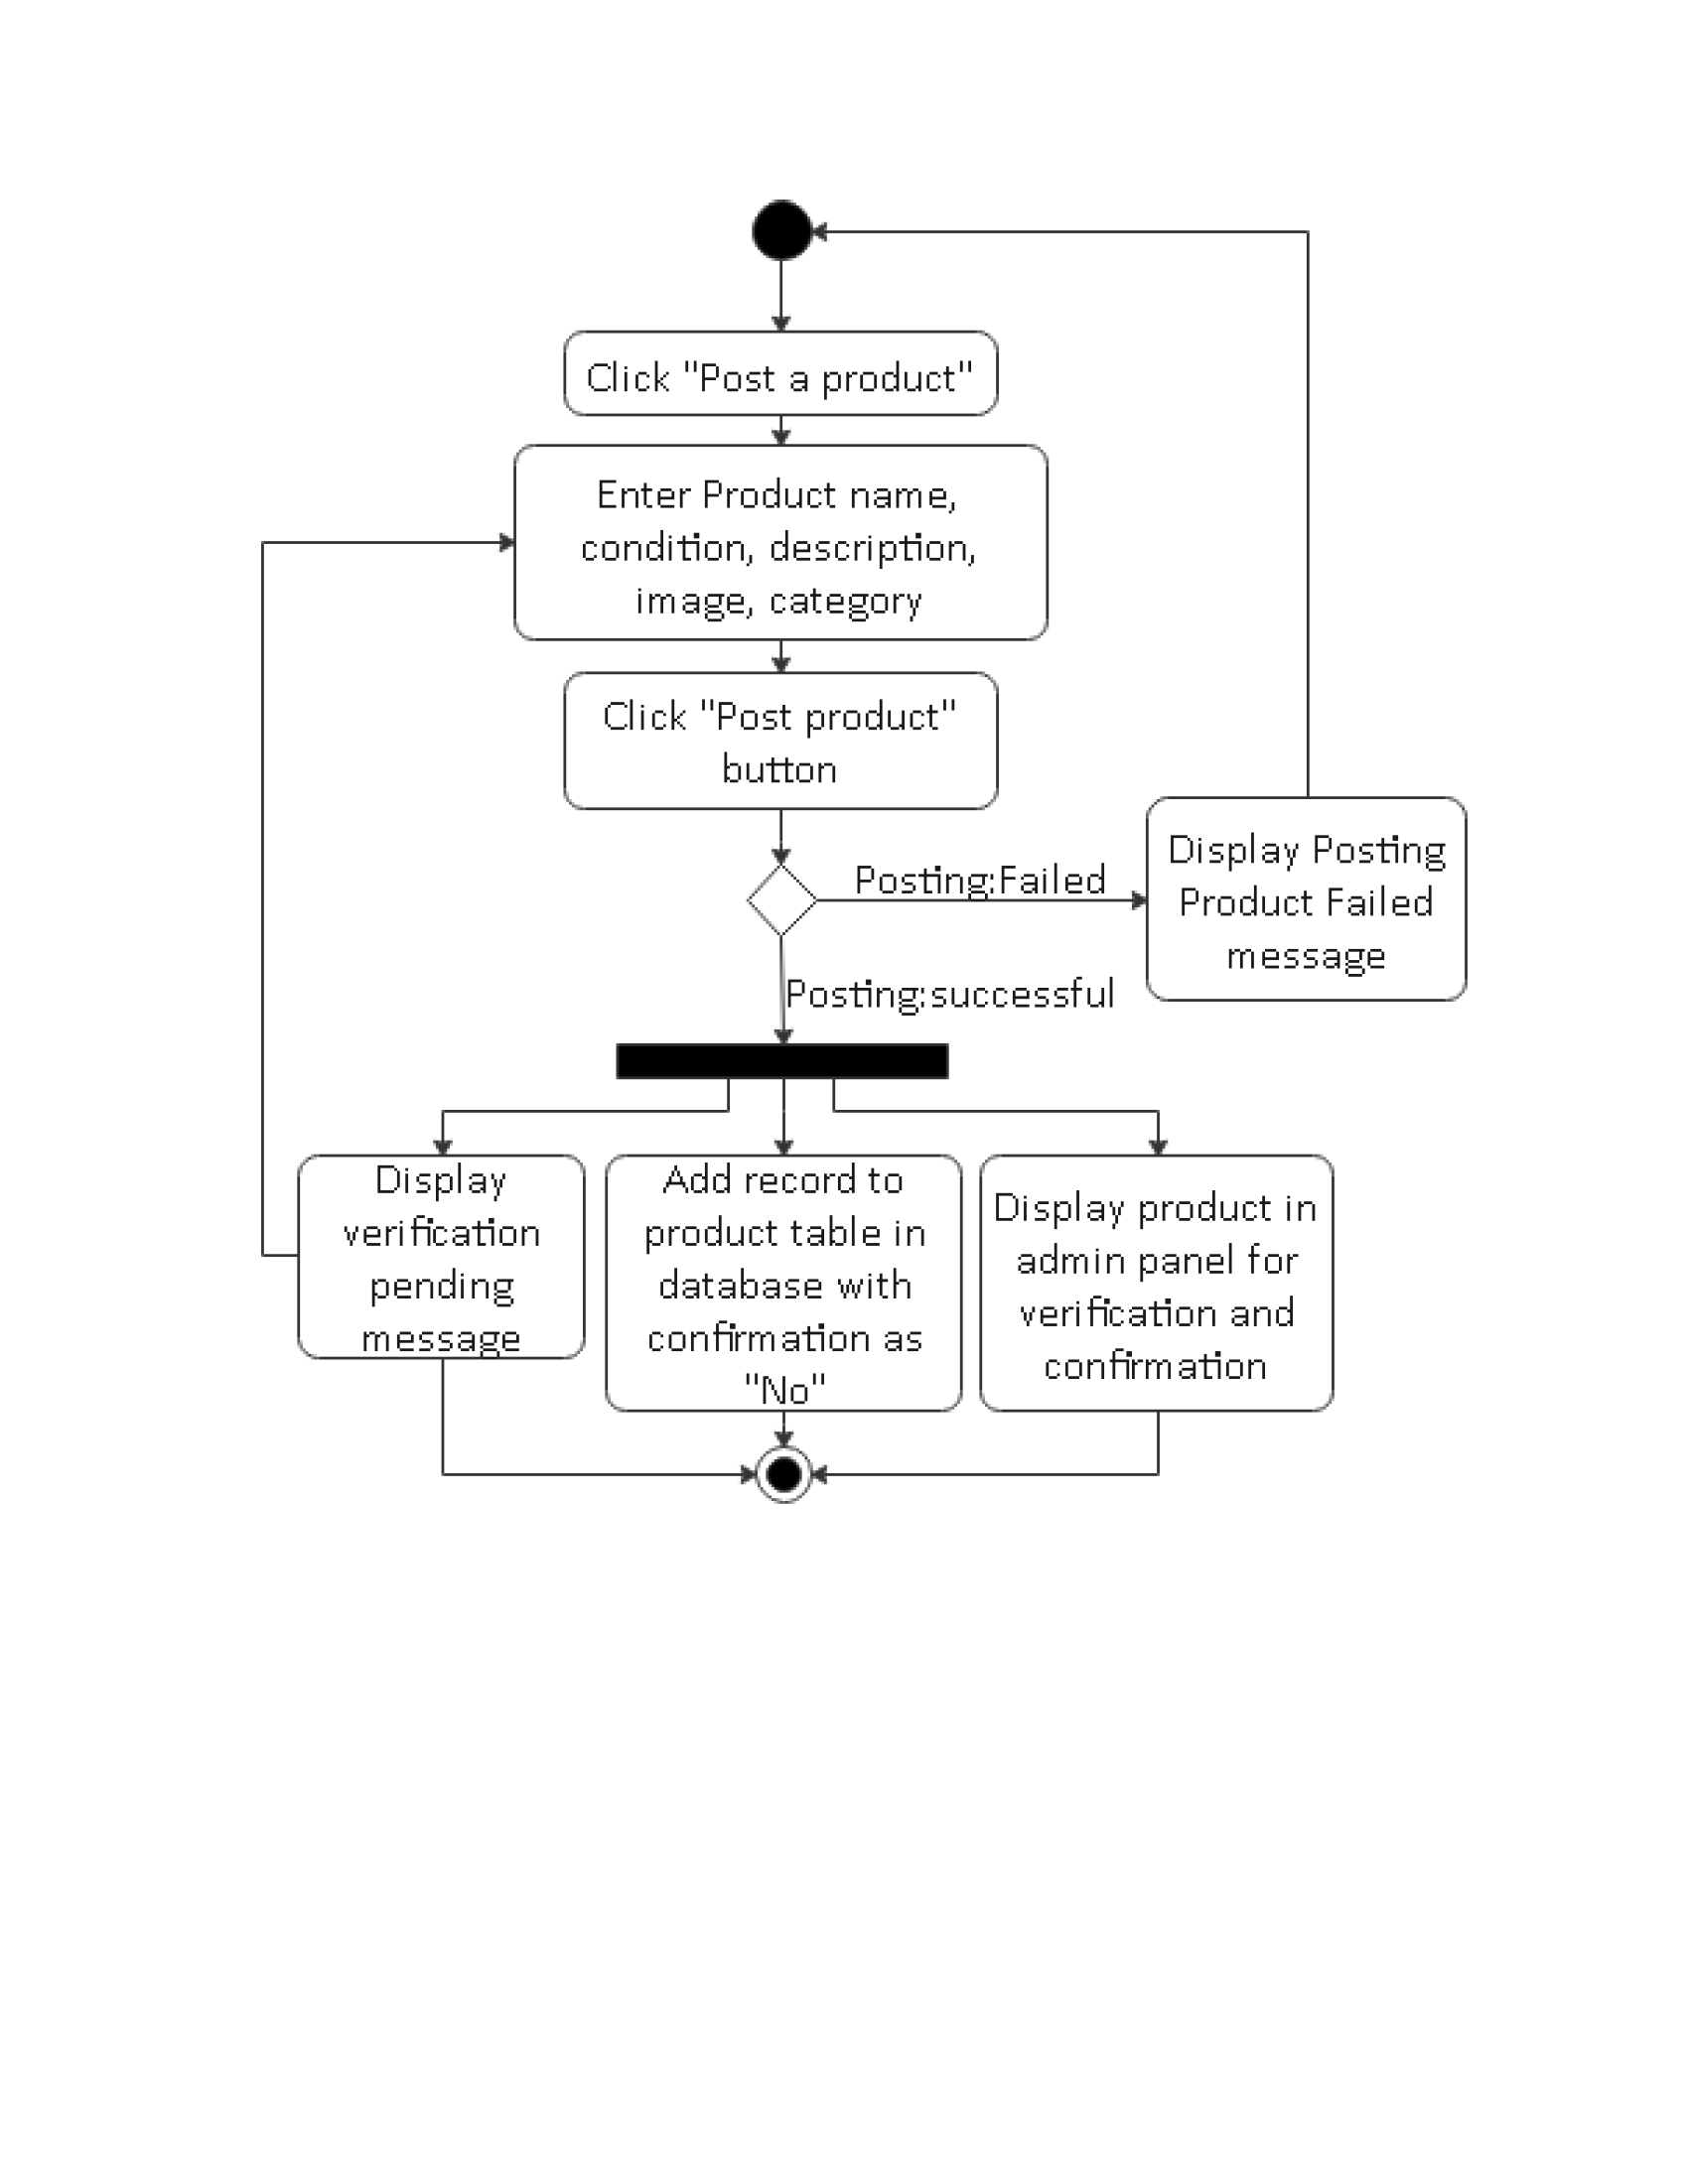 Click "Post a product"
Enter Product name,
condition, description,
image, category
Click "Post product"
button
Posting:Failed
Display Posting
Product Failed
message
Posting:successful
Display
verification
pending
message
Add record to
product table in
database with
confirmation as
"No"
Display product in
admin panel for
verification and
confirmation